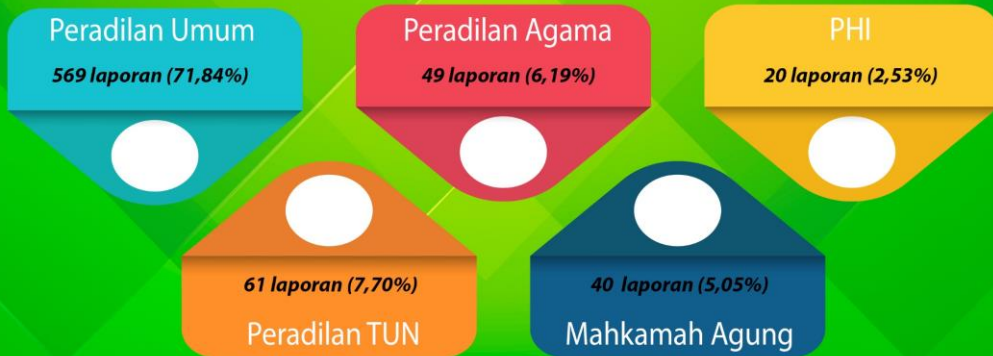 Peradilan Umum
569 laporan (71,84%)
Peradilan Agama
49 laporan (6,19%)
PHI
20 laporan (2,53%)
61 laporan (7,70%)
Peradilan TUN
40 laporan (5,05%)
Mahkamah Agung